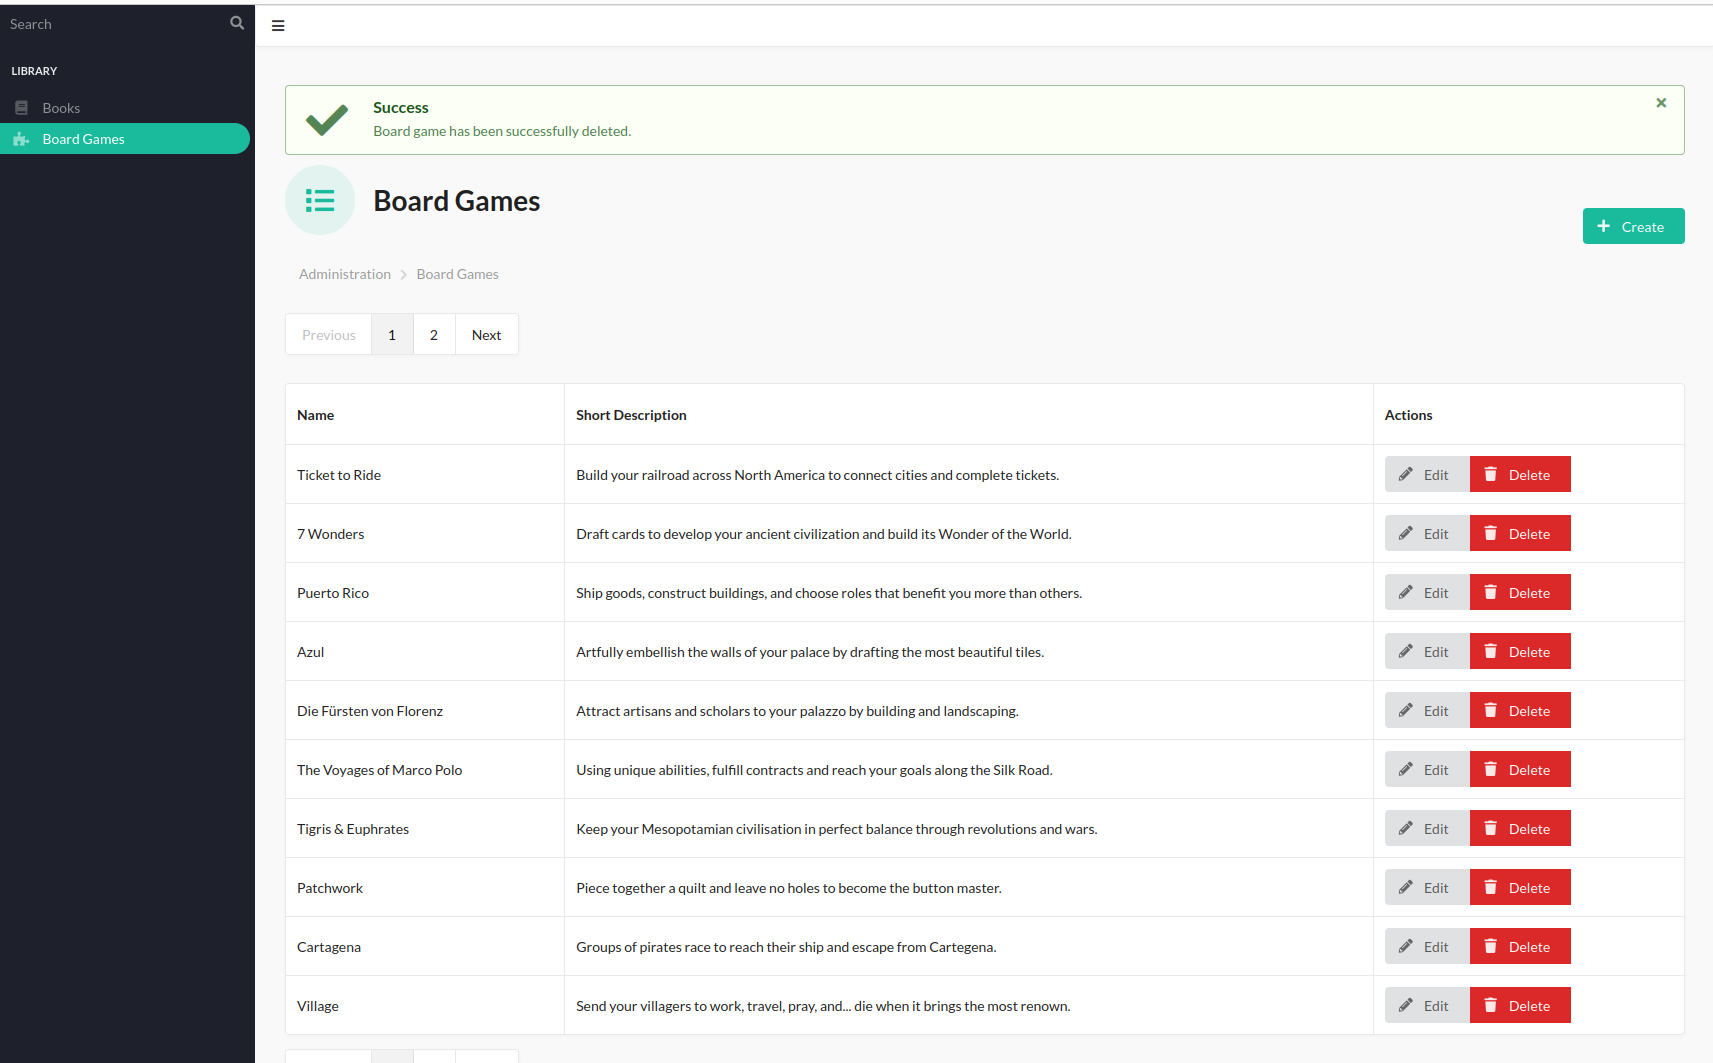 Search
LIBRARY
Books
Board Games
Success
Board game has been successfully deleted.
Board Games
Create
Administration > Board Games
Previous 1 2 Next
Name Short Description Actions
Ticket to Ride Build your railroad across North America to connect cities and complete tickets. Edit Delete
7 Wonders Draft cards to develop your ancient civilization and build its Wonder of the World. Edit Delete
Puerto Rico Ship goods, construct buildings, and choose roles that benefit you more than others. Edit Delete
Azul Artfully embellish the walls of your palace by drafting the most beautiful tiles. Edit Delete
Die Fürsten von Florenz Attract artisans and scholars to your palazzo by building and landscaping. Edit Delete
The Voyages of Marco Polo Using unique abilities, fulfill contracts and reach your goals along the Silk Road. Edit Delete
Tigris & Euphrates Keep your Mesopotamian civilisation in perfect balance through revolutions and wars. Edit Delete
Patchwork Piece together a quilt and leave no holes to become the button master. Edit Delete
Cartagena Groups of pirates race to reach their ship and escape from Cartegena. Edit Delete
Village Send your villagers to work, travel, pray, and... die when it brings the most renown. Edit Delete